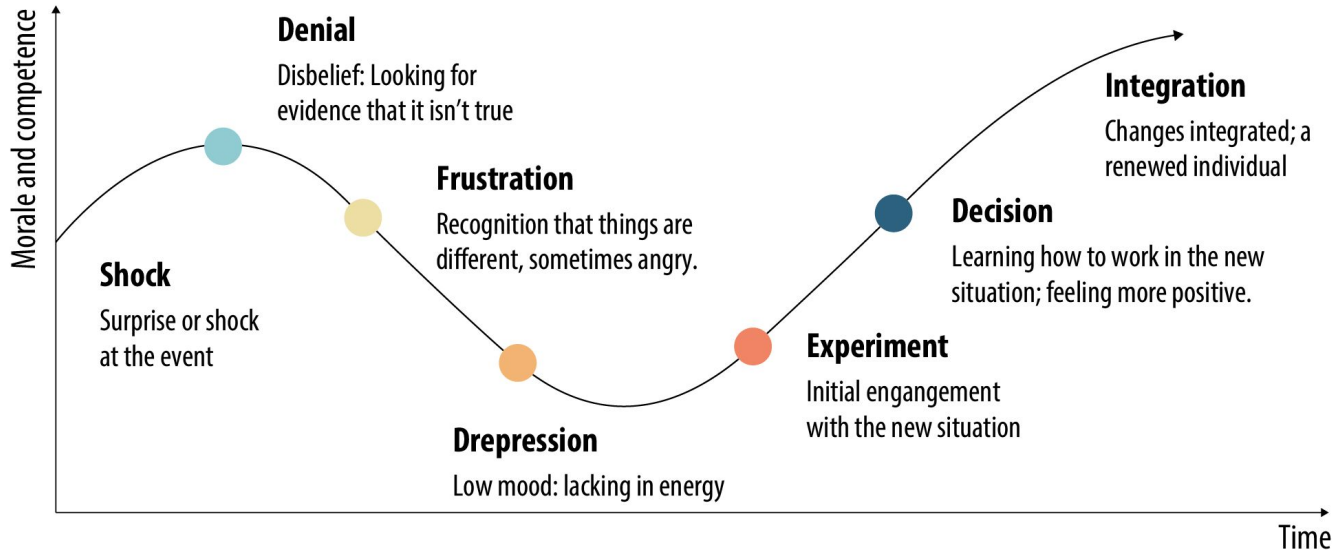 Morale and competence
Shock
Surprise or shock
at the event
Denial
Disbelief: Looking for
evidence that it isn’t true
Frustration
Recognition that things are
different, sometimes angry.
Drepression
Low mood: lacking in energy
Experiment
Initial engangement
with the new situation
Decision
Learning how to work in the new
situation; feeling more positive.
Integration
Changes integrated; a
renewed individual
Time